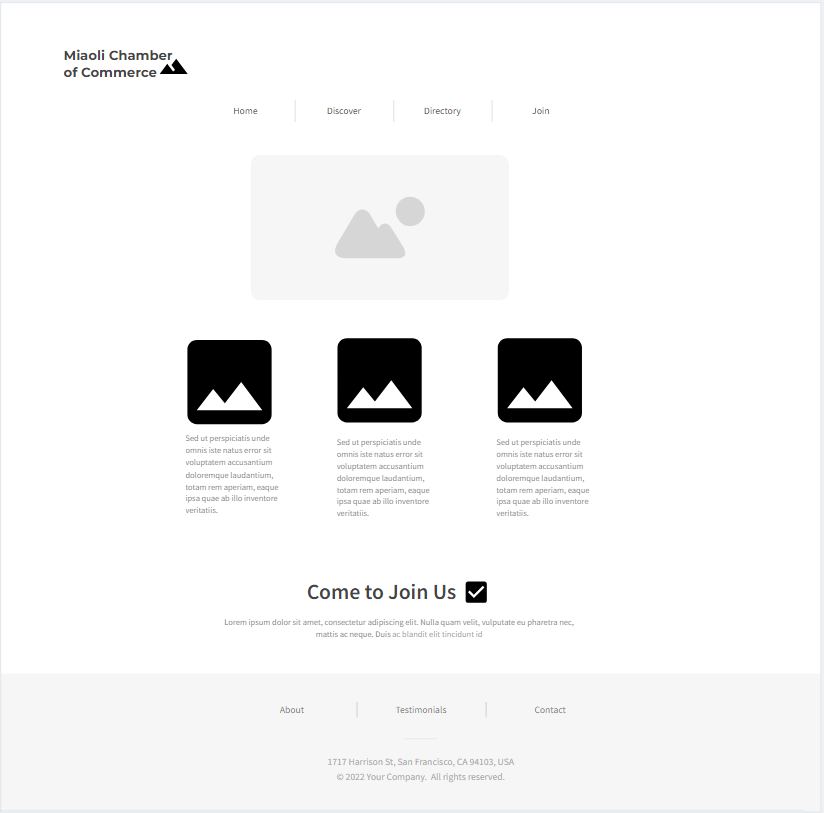 Miaoli Chamber
of Commerce
Home Discover Directory Join
Sed ut perspiciatis unde
omnis iste natus error sit
voluptatem accusantium
doloremque laudantium,
totam rem aperiam, eaque
ipsa quae ab illo inventore
veritatiis.
Sed ut perspiciatis unde
omnis iste natus error sit
voluptatem accusantium
doloremque laudantium,
totam rem aperiam, eaque
ipsa quae ab illo inventore
veritatiis.
Sed ut perspiciatis unde
omnis iste natus error sit
voluptatem accusantium
doloremque laudantium,
totam rem aperiam, eaque
ipsa quae ab illo inventore
veritatiis.
Come to Join Us
Lorem ipsum dolor sit amet, consectetur adipiscing elit. Nulla quam velit, vulputate eu pharetra nec,
mattis ac neque. Duis ac blandit elit tincidunt id
About Testimonials Contact
1717 Harrison St, San Francisco, CA 94103, USA
© 2022 Your Company. All rights reserved.